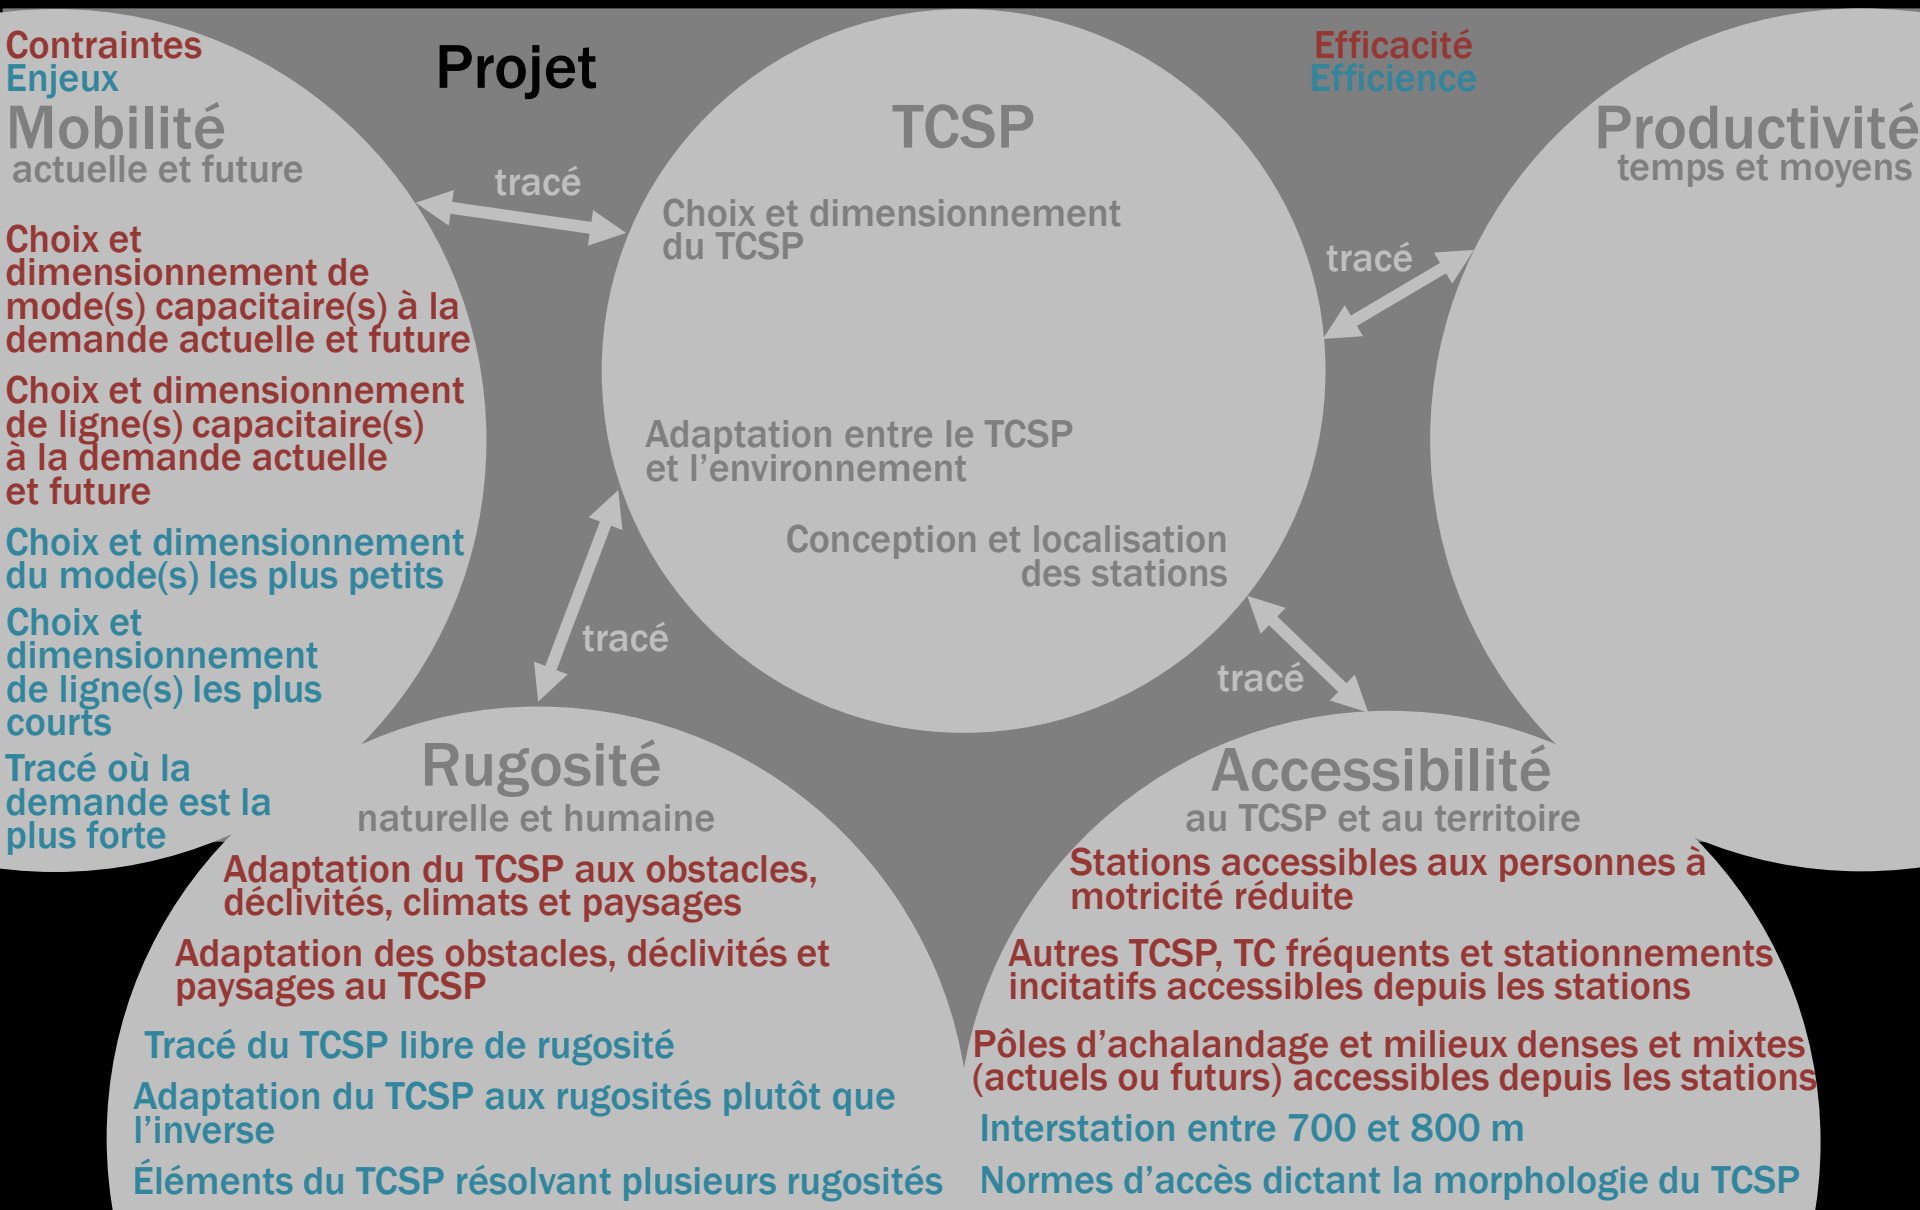 Contraintes
Enjeux
Mobilité
actuelle et future
Choix et
dimensionnement de
mode(s) capacitaire(s) à la
demande actuelle et future
Choix et dimensionnement
de ligne(s) capacitaire(s)
à la demande actuelle
et future
Choix et dimensionnement
du mode(s) les plus petits
Choix et
dimensionnement
de ligne(s) les plus
courts
Tracé où la
demande est la
plus forte
Projet
tracé
TCSP
Choix et dimensionnement
du TCSP
Adaptation entre le TCSP
et l’environnement
Conception et localisation
des stations
Efficacité
Efficience
tracé
Productivité
temps et moyens
tracé
tracé
Rugosité
naturelle et humaine
Adaptation du TCSP aux obstacles,
déclivités, climats et paysages
Adaptation des obstacles, déclivités et
paysages au TCSP
Tracé du TCSP libre de rugosité
Adaptation du TCSP aux rugosités plutôt que
l’inverse
Éléments du TCSP résolvant plusieurs rugosités
Accessibilité
au TCSP et au territoire
Stations accessibles aux personnes à
motricité réduite
Autres TCSP, TC fréquents et stationnements
incitatifs accessibles depuis les stations
Pôles d’achalandage et milieux denses et mixtes
(actuels ou futurs) accessibles depuis les stations
Interstation entre 700 et 800 m
Normes d’accès dictant la morphologie du TCSP